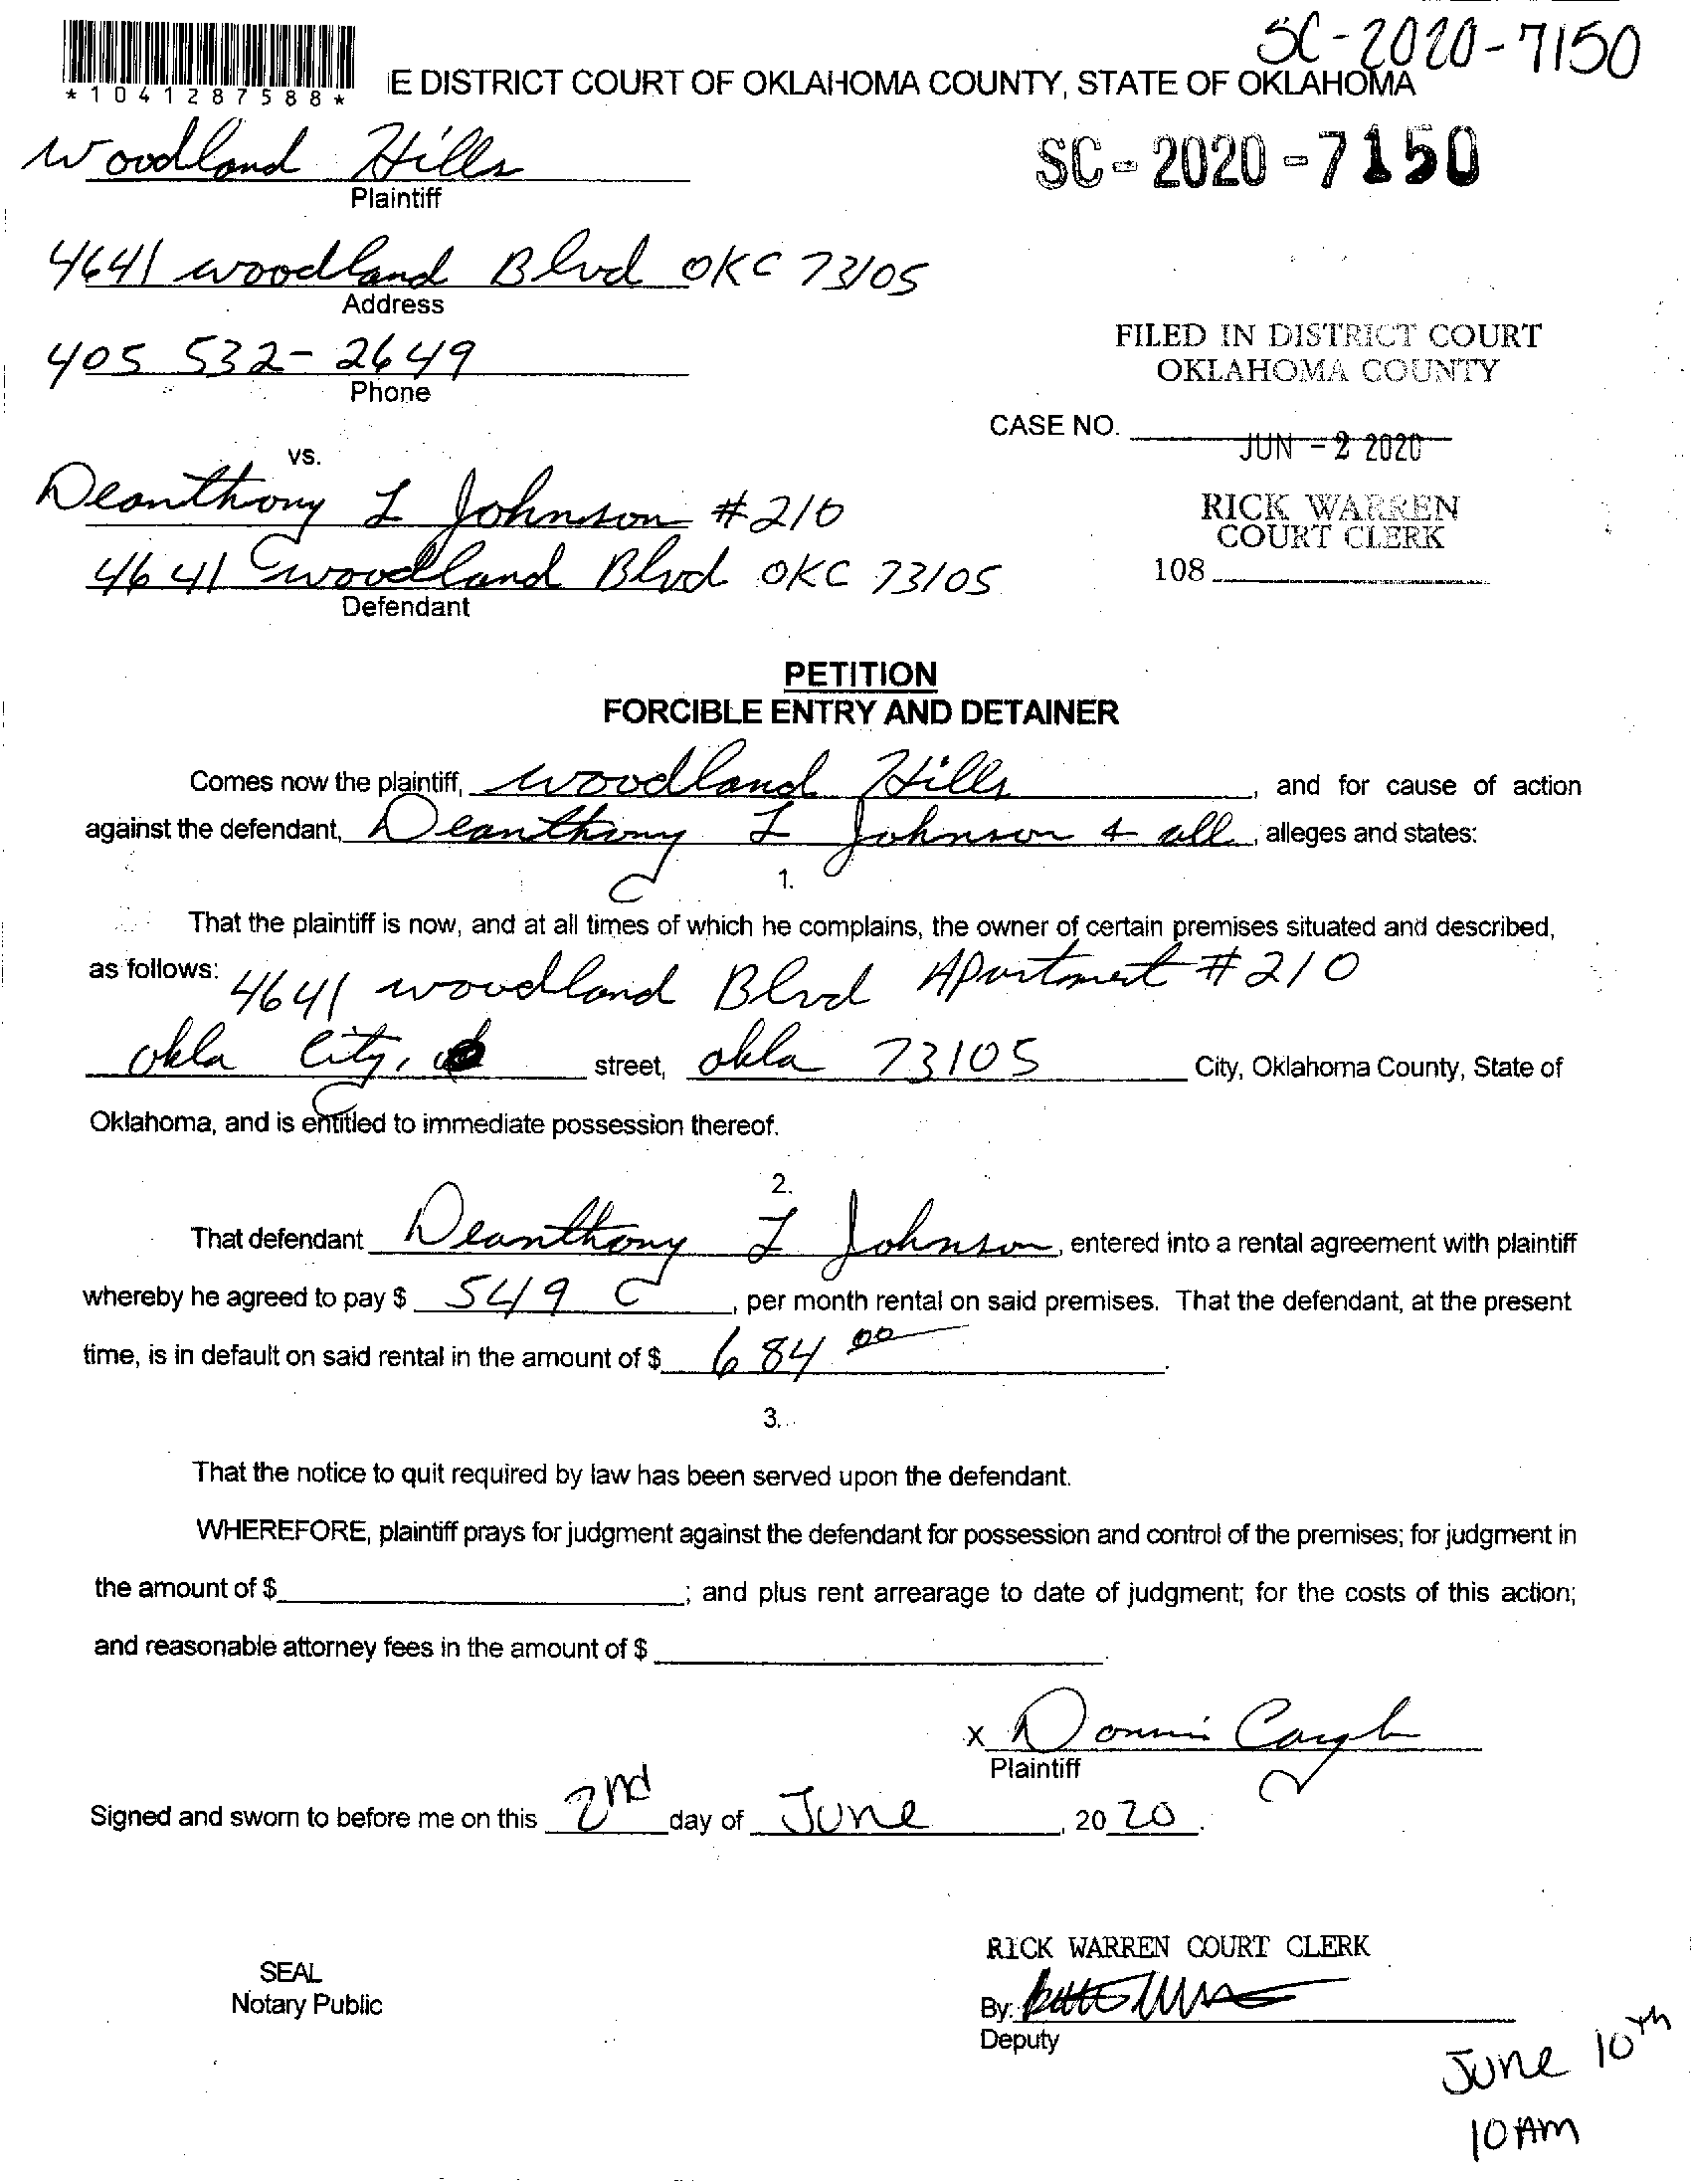 SC-2020-7150
*1041287588*
E DISTRICT COURT OF OKLAHOMA COUNTY, STATE OF OKLAHOMA
Woodland Hills
Plaintiff
SC-2020-7150
4641 woodland Blvd OKC 73105
Address
405 532-2649
Phone
FILED IN DISTRICT COURT
OKLAHOMA COUNTY
CASE NO.
JUN - 2 2020
vs.
Deanthony L Johnson #210
RICK WARREN
COURT CLERK
4641 woodland Blvd OKC 73105
108
Defendant
PETITION
FORCIBLE ENTRY AND DETAINER
Comes now the plaintiff, woodland Hills, and for cause of action
against the defendant, Deanthony L Johnson & all, alleges and states:
1.
That the plaintiff is now, and at all times of which he complains, the owner of certain premises situated and described,
as follows: 4641 woodland Blvd Apartment #210
okla City, street, okla 73105 City, Oklahoma County, State of
Oklahoma, and is entitled to immediate possession thereof.
2.
That defendant Deanthony L Johnson, entered into a rental agreement with plaintiff
whereby he agreed to pay $ 549, per month rental on said premises. That the defendant, at the present
time, is in default on said rental in the amount of $ 684 00.
3.
That the notice to quit required by law has been served upon the defendant.
WHEREFORE, plaintiff prays for judgment against the defendant for possession and control of the premises; for judgment in
the amount of $ ; and plus rent arrearage to date of judgment; for the costs of this action;
and reasonable attorney fees in the amount of $ .
x Donnie
Plaintiff
Signed and sworn to before me on this 2nd day of June, 2020.
RICK WARREN COURT CLERK
SEAL
Notary Public
By:
Deputy
June 10th
10 AM